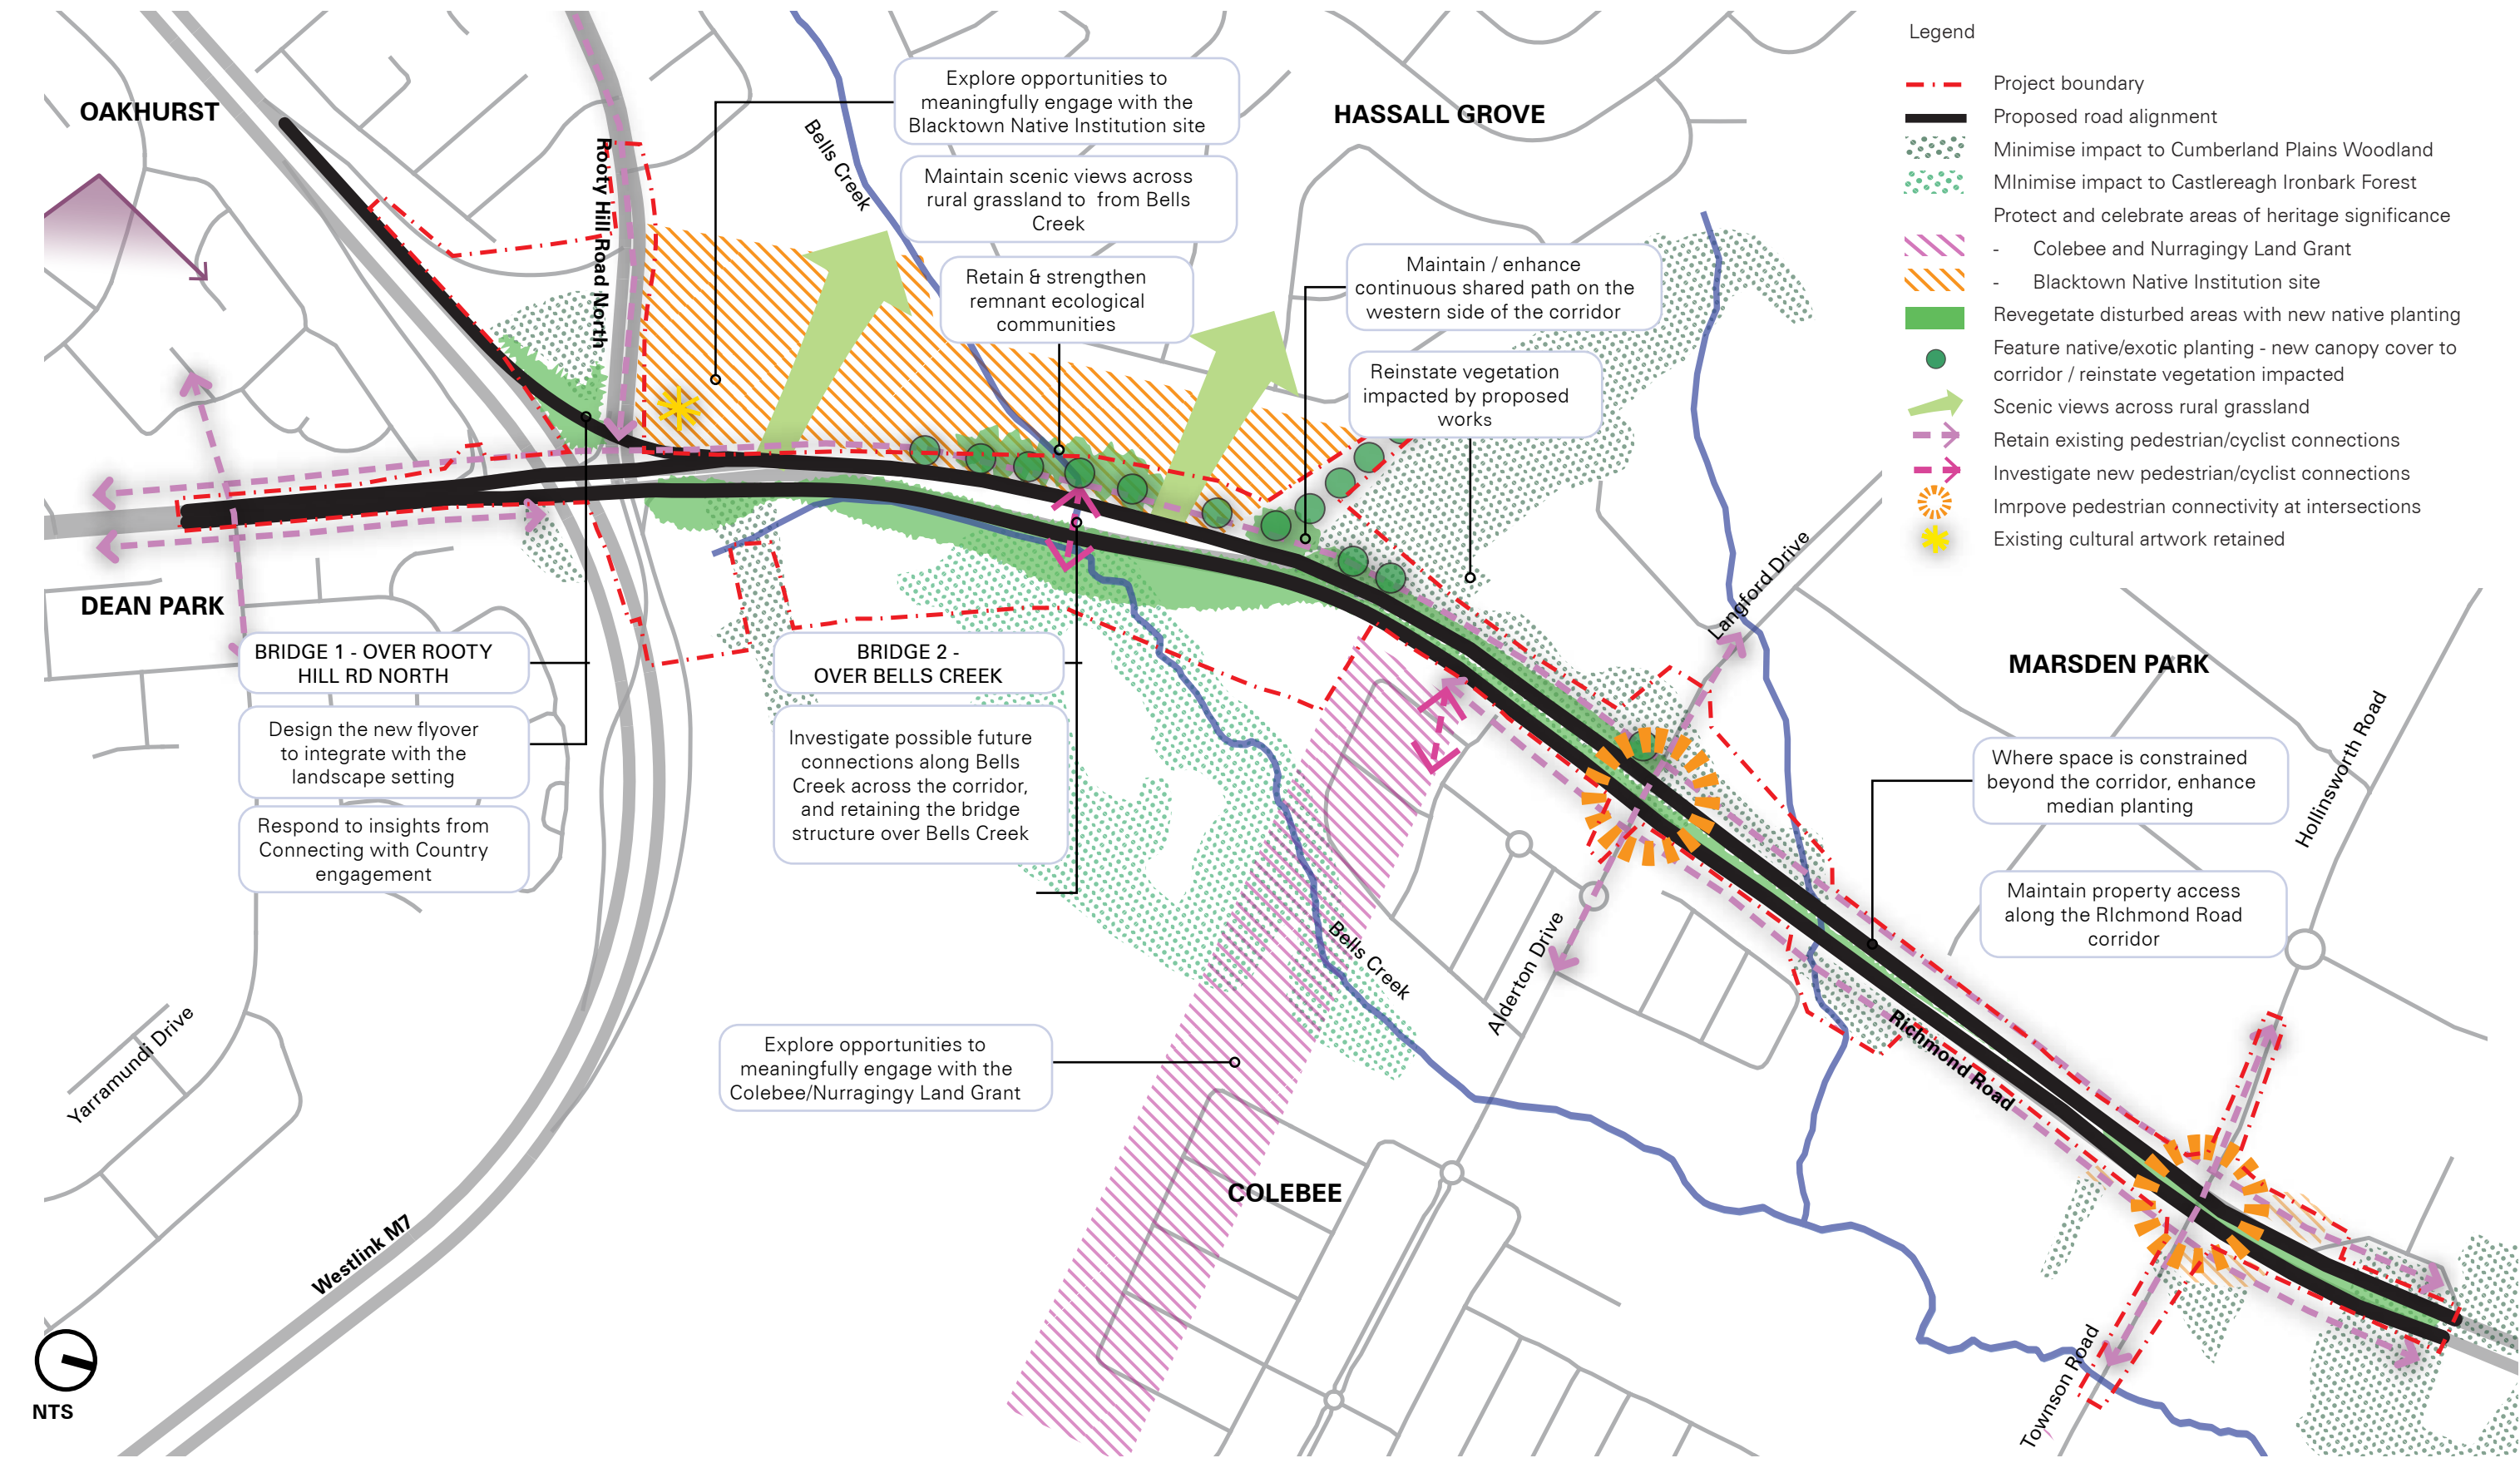 OAKHURST
Rooty Hill Road North
Bells Creek
Explore opportunities to
meaningfully engage with the
Blacktown Native Institution site
Maintain scenic views across
rural grassland to from Bells
Creek
Retain & strengthen
remnant ecological
communities
HASSALL GROVE
Maintain / enhance
continuous shared path on the
western side of the corridor
Reinstate vegetation
impacted by proposed
works
Legend
Project boundary
Proposed road alignment
Minimise impact to Cumberland Plains Woodland
MInimise impact to Castlereagh Ironbark Forest
Protect and celebrate areas of heritage significance
- Colebee and Nurragingy Land Grant
- Blacktown Native Institution site
Revegetate disturbed areas with new native planting
Feature native/exotic planting - new canopy cover to
corridor / reinstate vegetation impacted
Scenic views across rural grassland
Retain existing pedestrian/cyclist connections
Investigate new pedestrian/cyclist connections
Imrpove pedestrian connectivity at intersections
Existing cultural artwork retained
DEAN PARK
BRIDGE 1 - OVER ROOTY
HILL RD NORTH
Design the new flyover
to integrate with the
landscape setting
Respond to insights from
Connecting with Country
engagement
BRIDGE 2 -
OVER BELLS CREEK
Investigate possible future
connections along Bells
Creek across the corridor,
and retaining the bridge
structure over Bells Creek
Langford Drive
MARSDEN PARK
Hollinsworth Road
Where space is constrained
beyond the corridor, enhance
median planting
Maintain property access
along the RIchmond Road
corridor
Bells Creek
Alderton Drive
Richmond Road
Explore opportunities to
meaningfully engage with the
Colebee/Nurragingy Land Grant
Yarramundi Drive
COLEBEE
Westlink M7
Townson Road
NTS